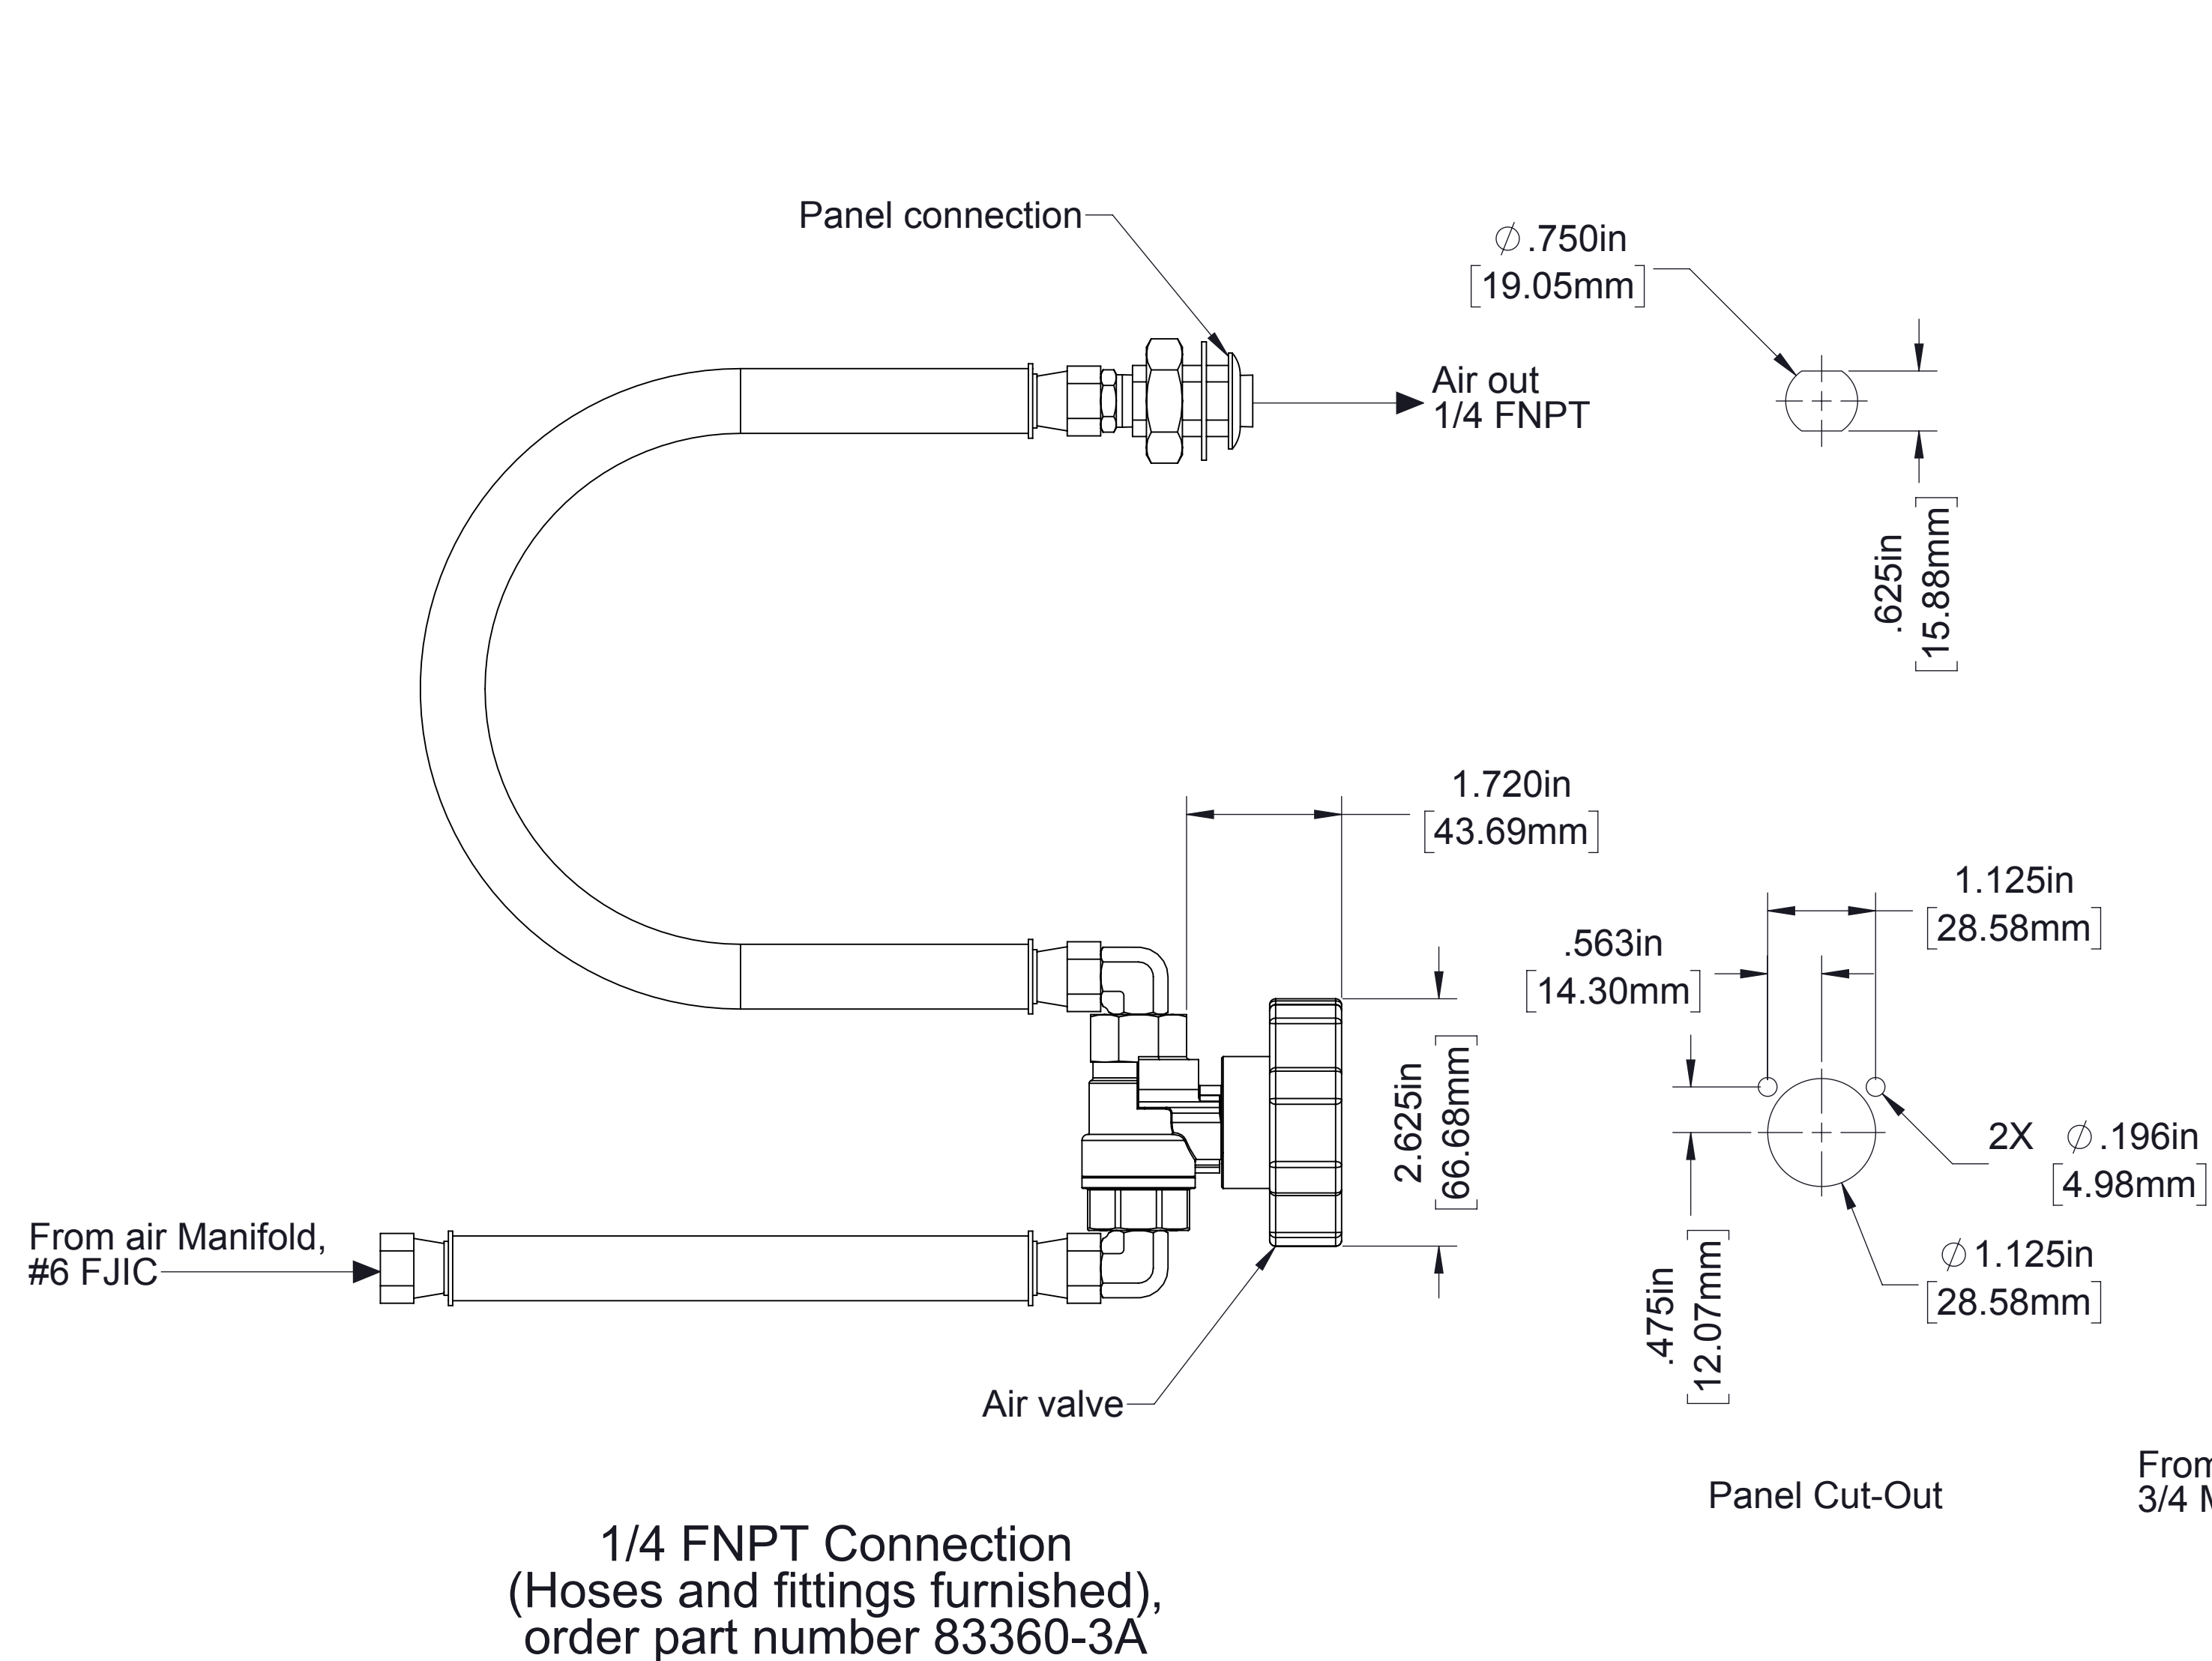 Panel connection
⌀ .750in
[19.05mm]
Air out
1/4 FNPT
.625in
[15.88mm]
1.720in
[43.69mm]
1.125in
[28.58mm]
.563in
[14.30mm]
2.625in
[66.68mm]
2X ⌀ .196in
[4.98mm]
From air Manifold,
#6 FJIC
⌀ 1.125in
[28.58mm]
.475in
[12.07mm]
Air valve
Panel Cut-Out
From
3/4 M
1/4 FNPT Connection
(Hoses and fittings furnished),
order part number 83360-3A